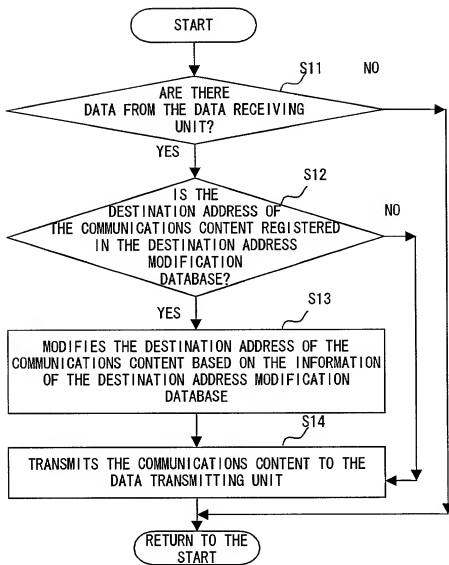 START
S11
NO
ARE THERE
DATA FROM THE DATA RECEIVING
UNIT?
YES
S12
IS THE
DESTINATION ADDRESS OF
THE COMMUNICATIONS CONTENT REGISTERED
IN THE DESTINATION ADDRESS
MODIFICATION
DATABASE?
NO
YES
S13
MODIFIES THE DESTINATION ADDRESS OF THE
COMMUNICATIONS CONTENT BASED ON THE INFORMATION
OF THE DESTINATION ADDRESS MODIFICATION
DATABASE
S14
TRANSMITS THE COMMUNICATIONS CONTENT TO THE
DATA TRANSMITTING UNIT
RETURN TO THE
START